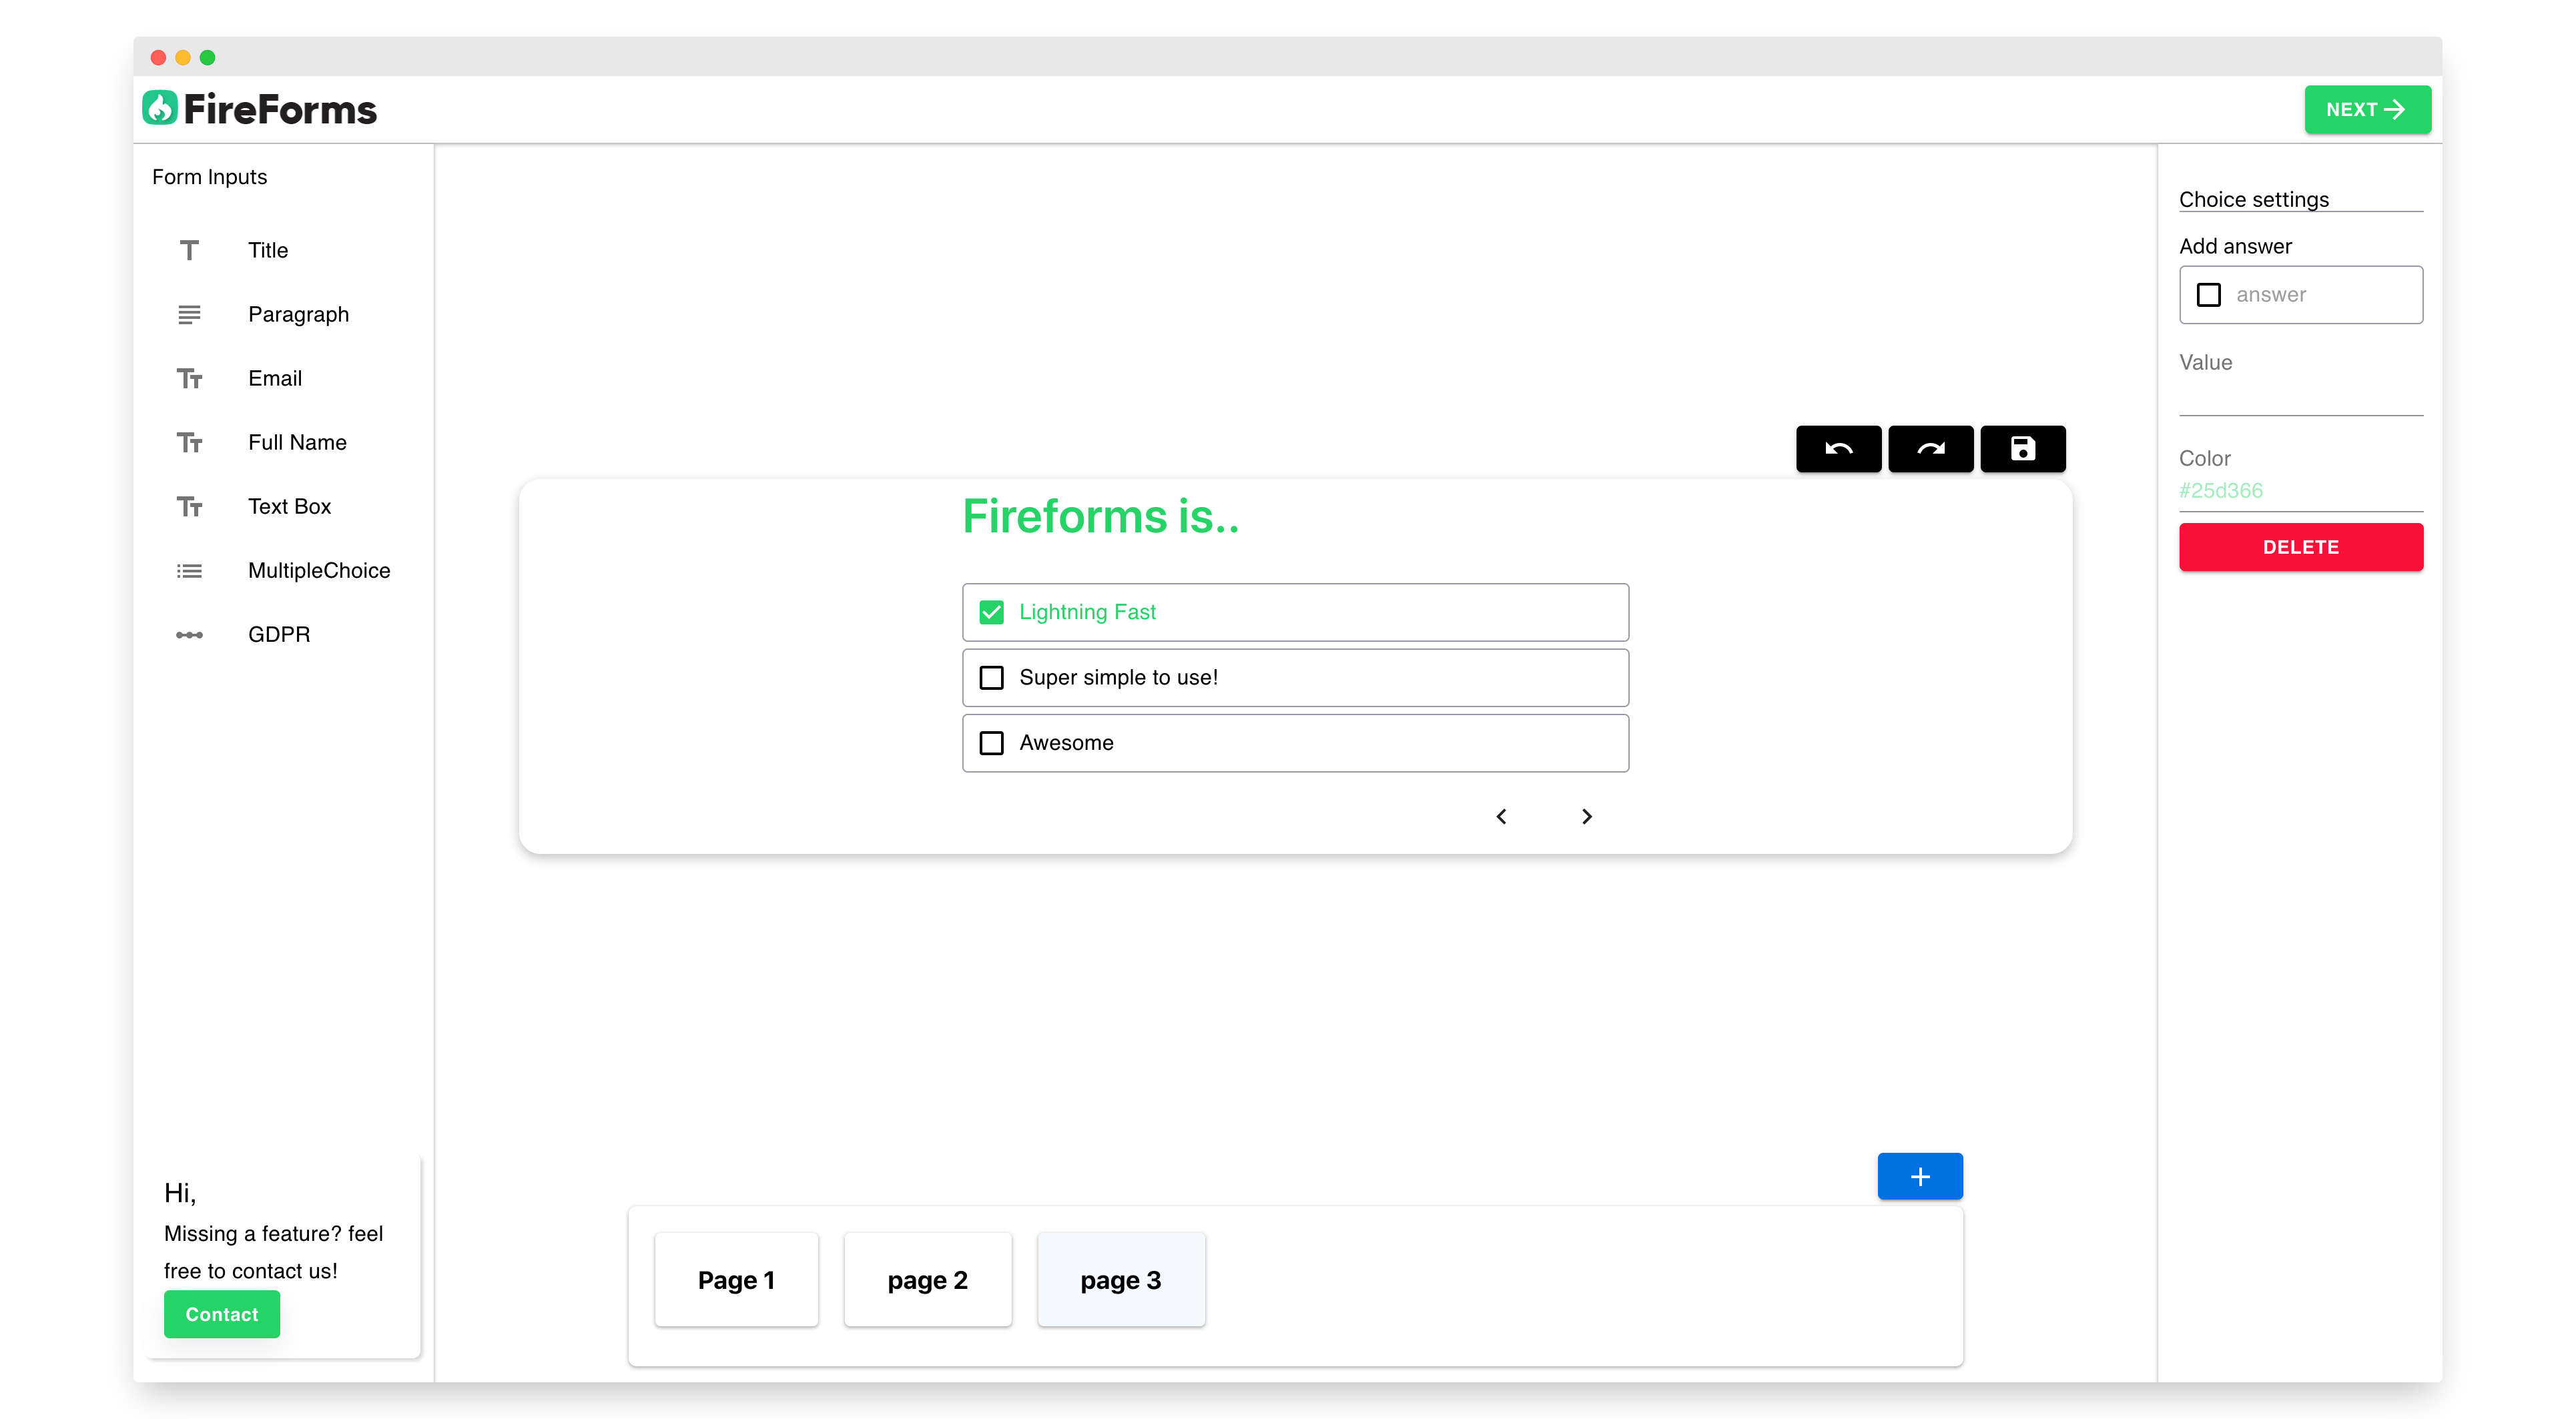 FireForms
NEXT
Form Inputs
Title
Paragraph
Email
Full Name
Text Box
MultipleChoice
GDPR
Hi,
Missing a feature? feel
free to contact us!
Contact
Fireforms is..
Lightning Fast
Super simple to use!
Awesome
Page 1
page 2
page 3
Choice settings
Add answer
answer
Value
Color
#25d366
DELETE